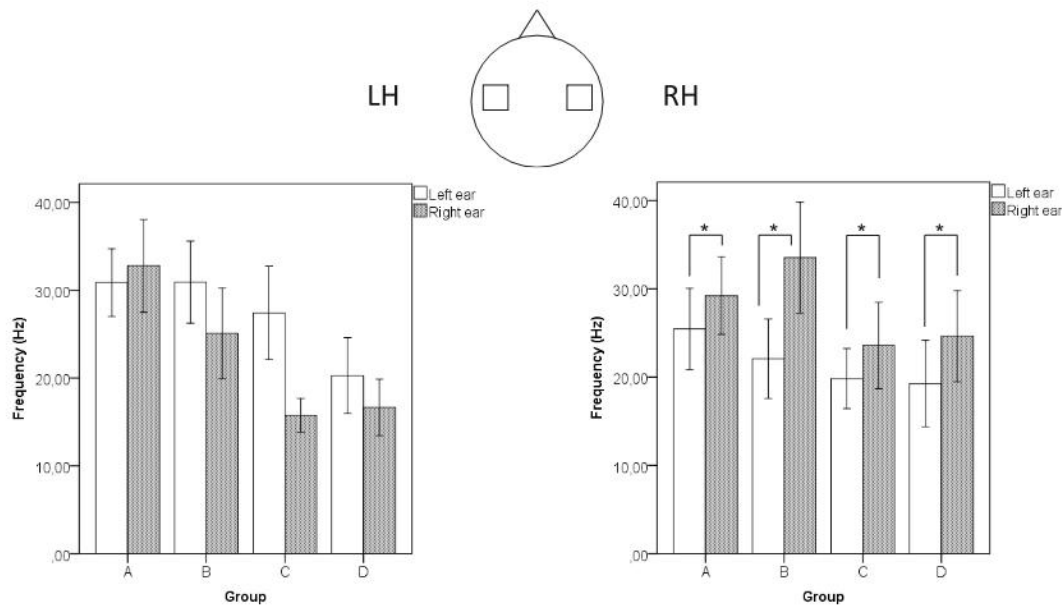 LH
RH
Left ear
Right ear
40,00
30,00
20,00
10,00
,00
Frequency (Hz)
A B C D
Group
Left ear
Right ear
40,00
30,00
20,00
10,00
,00
Frequency (Hz)
* * * *
A B C D
Group